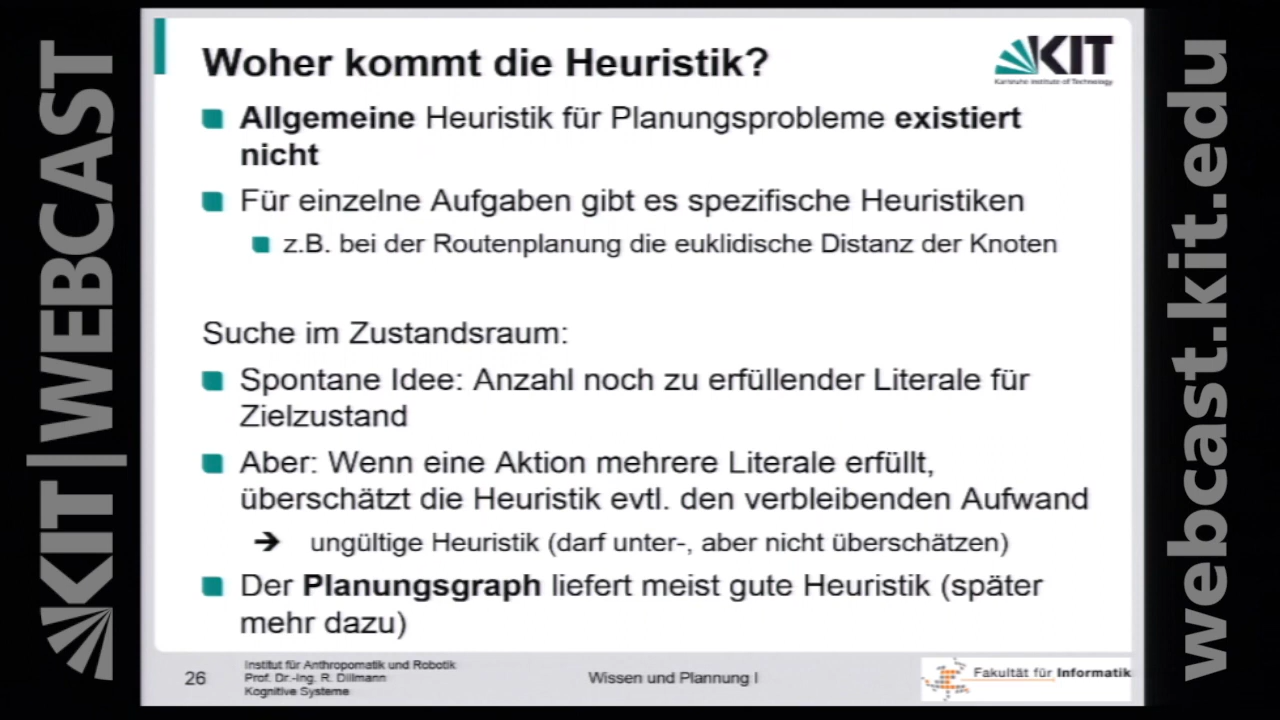 KIT|WEBCAST
Woher kommt die Heuristik?
KIT
Karlsruhe Institute of Technology
Allgemeine Heuristik für Planungsprobleme existiert
nicht
Für einzelne Aufgaben gibt es spezifische Heuristiken
z.B. bei der Routenplanung die euklidische Distanz der Knoten
Suche im Zustandsraum:
Spontane Idee: Anzahl noch zu erfüllender Literale für
Zielzustand
Aber: Wenn eine Aktion mehrere Literale erfüllt,
überschätzt die Heuristik evtl. den verbleibenden Aufwand
➔ ungültige Heuristik (darf unter-, aber nicht überschätzen)
Der Planungsgraph liefert meist gute Heuristik (später
mehr dazu)
26
Institut für Anthropomatik und Robotik
Prof. Dr.-Ing. R. Dillmann
Kognitive Systeme
Wissen und Plannung I
Fakultät für Informatik
webcast.kit.edu